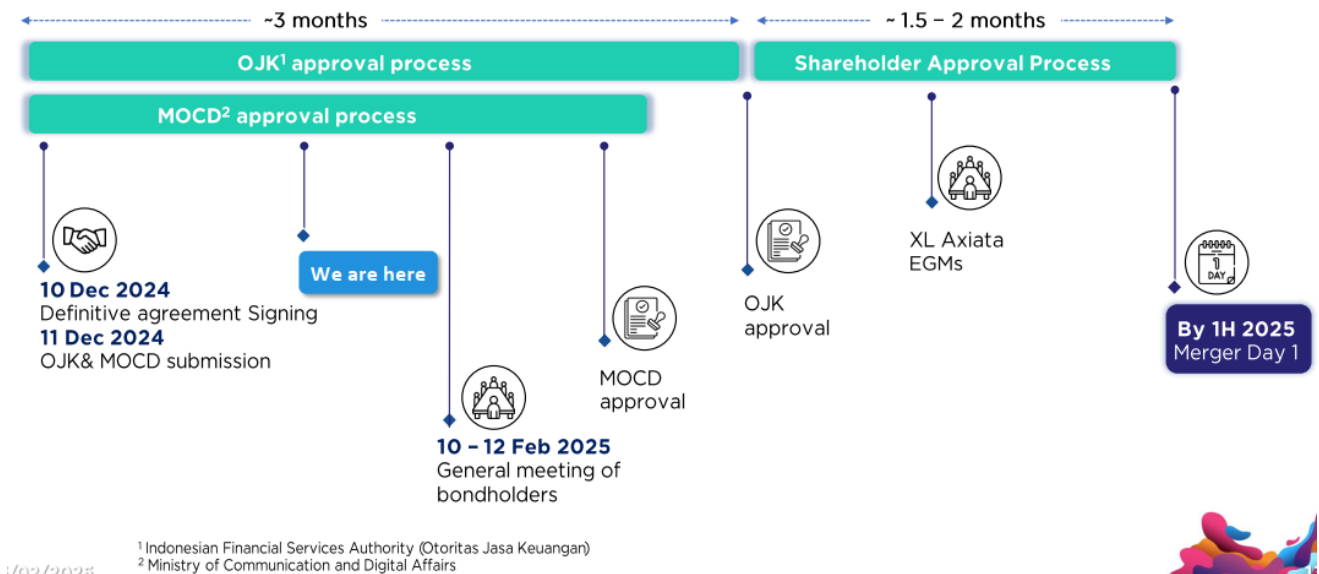 ~3 months
~ 1.5 – 2 months
OJK¹ approval process
Shareholder Approval Process
MOCD² approval process
We are here
10 Dec 2024
Definitive agreement Signing
11 Dec 2024
OJK& MOCD submission
10 – 12 Feb 2025
General meeting of
bondholders
MOCD
approval
OJK
approval
XL Axiata
EGMs
1
DAY
By 1H 2025
Merger Day 1
¹ Indonesian Financial Services Authority (Otoritas Jasa Keuangan)
² Ministry of Communication and Digital Affairs